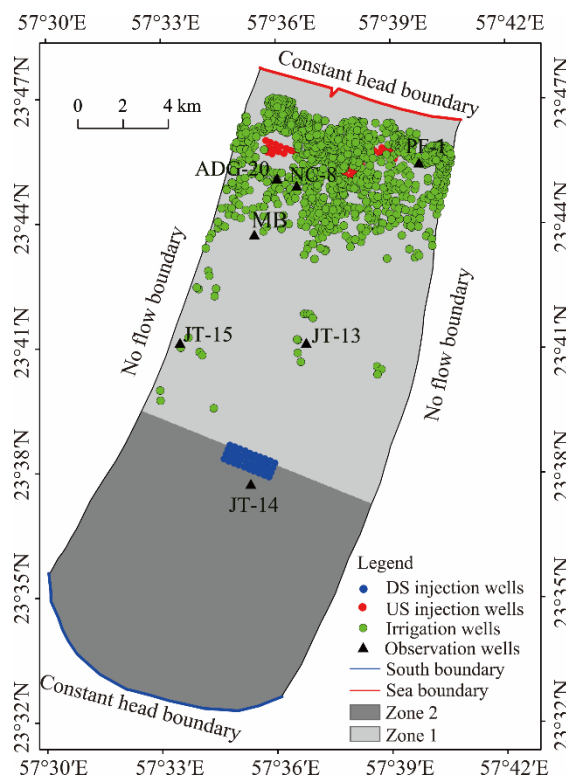 57°30'E 57°33'E 57°36'E 57°39'E 57°42'E
23°47'N
23°44'N
23°41'N
23°38'N
23°35'N
23°32'N
0 2 4 km
Constant head boundary
PF-1
ADG-20
NC-8
MB
No flow boundary
JT-15
JT-13
No flow boundary
JT-14
Constant head boundary
Legend
DS injection wells
US injection wells
Irrigation wells
Observation wells
South boundary
Sea boundary
Zone 2
Zone 1
23°47'N
23°44'N
23°41'N
23°38'N
23°35'N
23°32'N
57°30'E 57°33'E 57°36'E 57°39'E 57°42'E